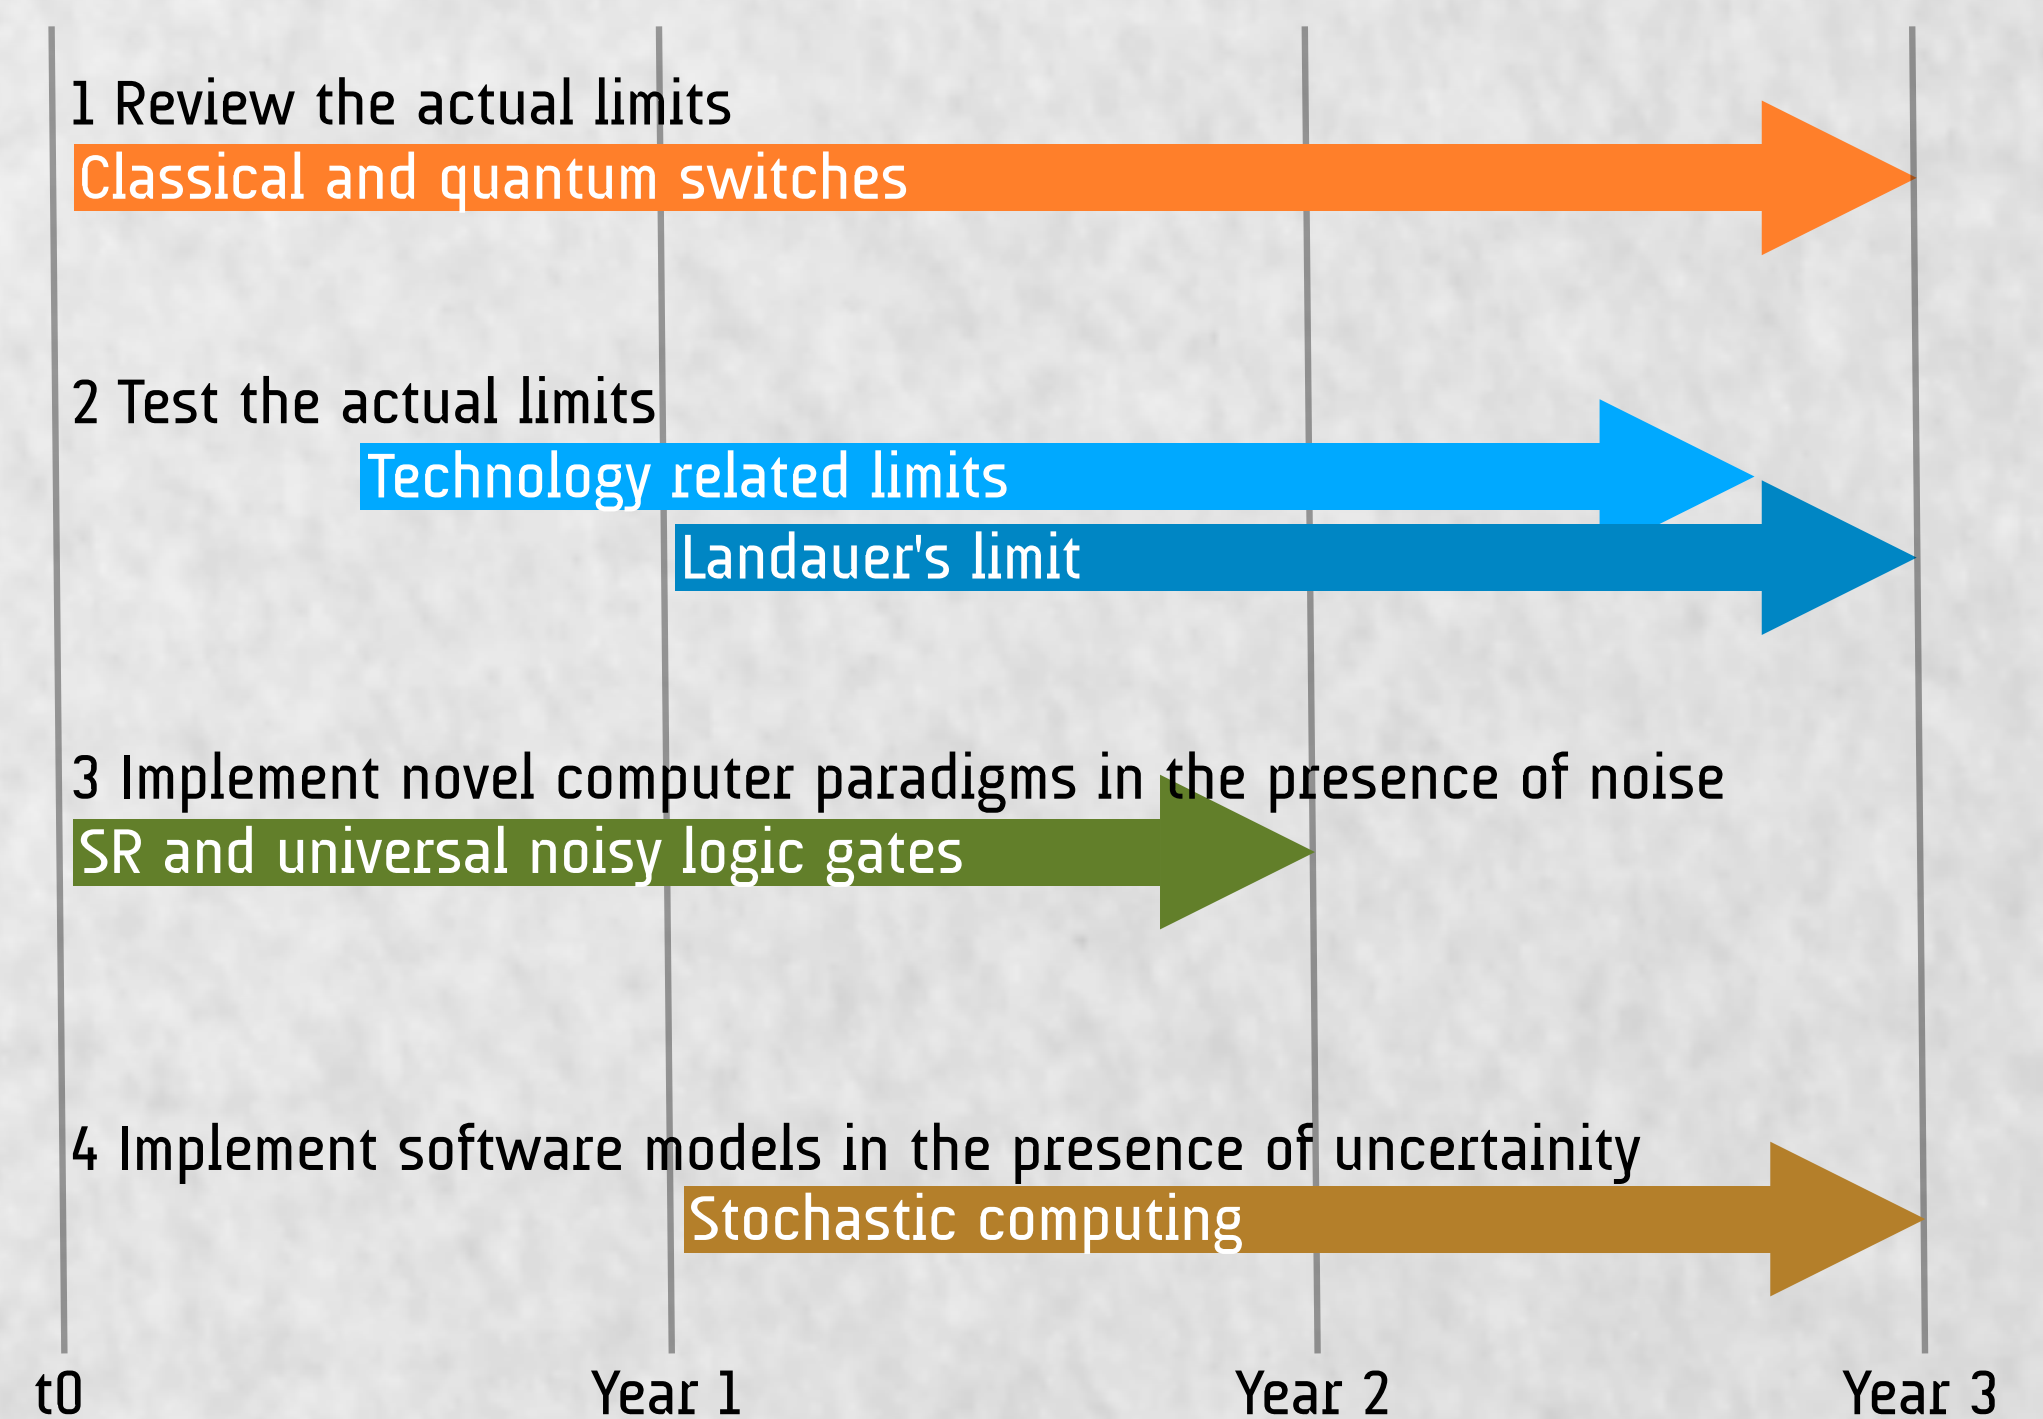 1 Review the actual limits
Classical and quantum switches
2 Test the actual limits
Technology related limits
Landauer's limit
3 Implement novel computer paradigms in the presence of noise
SR and universal noisy logic gates
4 Implement software models in the presence of uncertainity
Stochastic computing
t0 Year 1 Year 2 Year 3